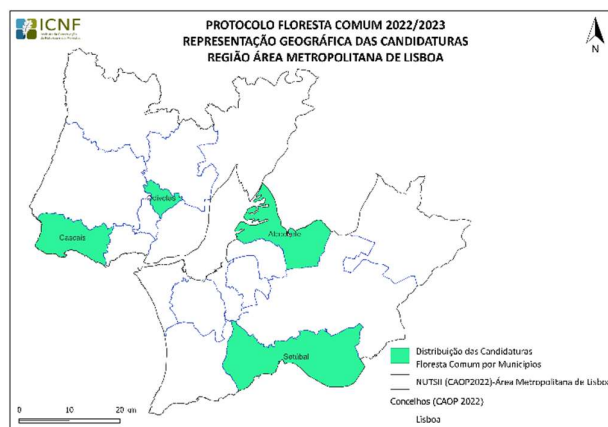 ICNF
PROTOCOLO FLORESTA COMUM 2022/2023
REPRESENTAÇÃO GEOGRÁFICA DAS CANDIDATURAS
REGIÃO ÁREA METROPOLITANA DE LISBOA
N
Odivelas
Alcochete
Cascais
Setúbal
Distribuição das Candidaturas
Floresta Comum por Municípios
NUTSII (CAOP2022)-Área Metropolitana de Lisboa
Concelhos (CAOP 2022)
Lisboa
0 10 20 km